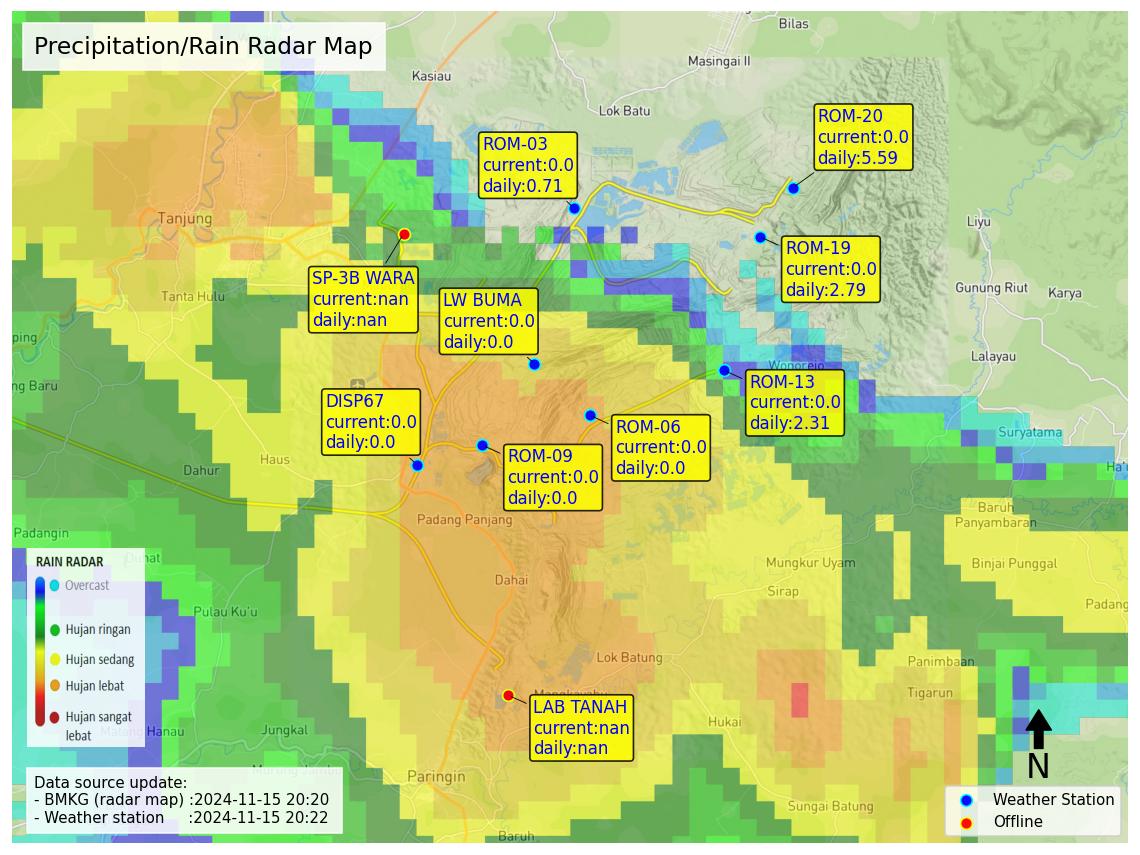 Precipitation/Rain Radar Map
Bilas
Masingai II
Kasiau
Lok Batu
ROM-20
current:0.0
daily:5.59
ROM-03
current:0.0
daily:0.71
Tanjung
Liyu
ROM-19
current:0.0
daily:2.79
SP-3B WARA
current:nan
daily:nan
Tanta Hulu
LW BUMA
current:0.0
daily:0.0
Gunung Riut
Karya
ping
Lalayau
Wonorejo
ng Baru
ROM-13
current:0.0
daily:2.31
DISP67
current:0.0
daily:0.0
ROM-06
current:0.0
daily:0.0
Suryatama
Haus
Dahur
ROM-09
current:0.0
daily:0.0
Padang Panjang
Baruh
Panyambaran
Padangin
RAIN RADAR
Overcast
Hujan ringan
Hujan sedang
Hujan lebat
Hujan sangat
lebat
Mungkur Uyam
Binjai Punggal
Dahai
Sirap
Padang
Pulau Ku'u
Lok Batung
Panimbaan
Tigarun
LAB TANAH
current:nan
daily:nan
Hukai
Hanau
Jungkal
Paringin
Sungai Batung
Baruh
Data source update:
- BMKG (radar map) :2024-11-15 20:20
- Weather station :2024-11-15 20:22
N
Weather Station
Offline